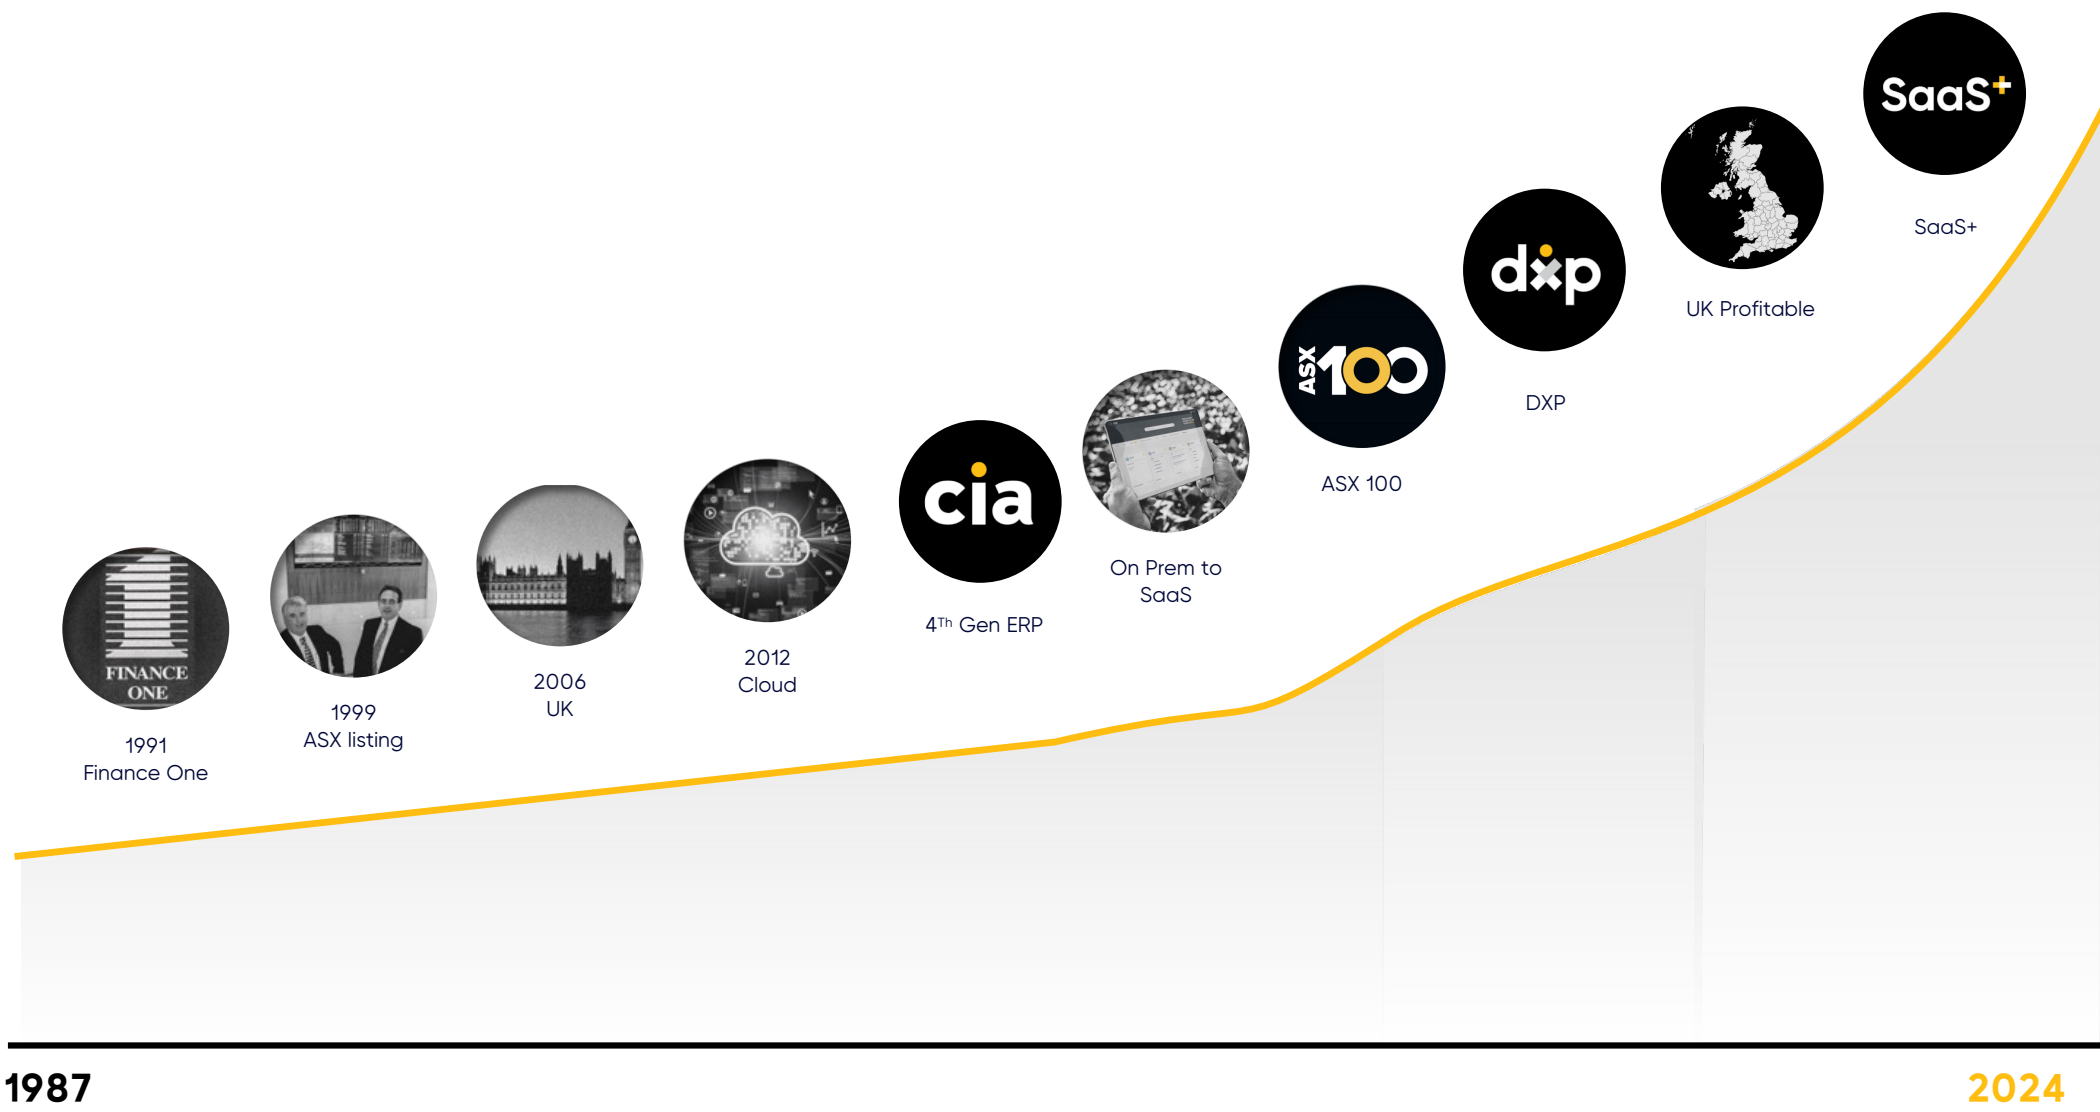 FINANCE
ONE
1991
Finance One
1999
ASX listing
2006
UK
2012
Cloud
cia
4Th Gen ERP
On Prem to
SaaS
ASX 100
ASX 100
dxp
DXP
UK Profitable
SaaS+
SaaS+
1987
2024